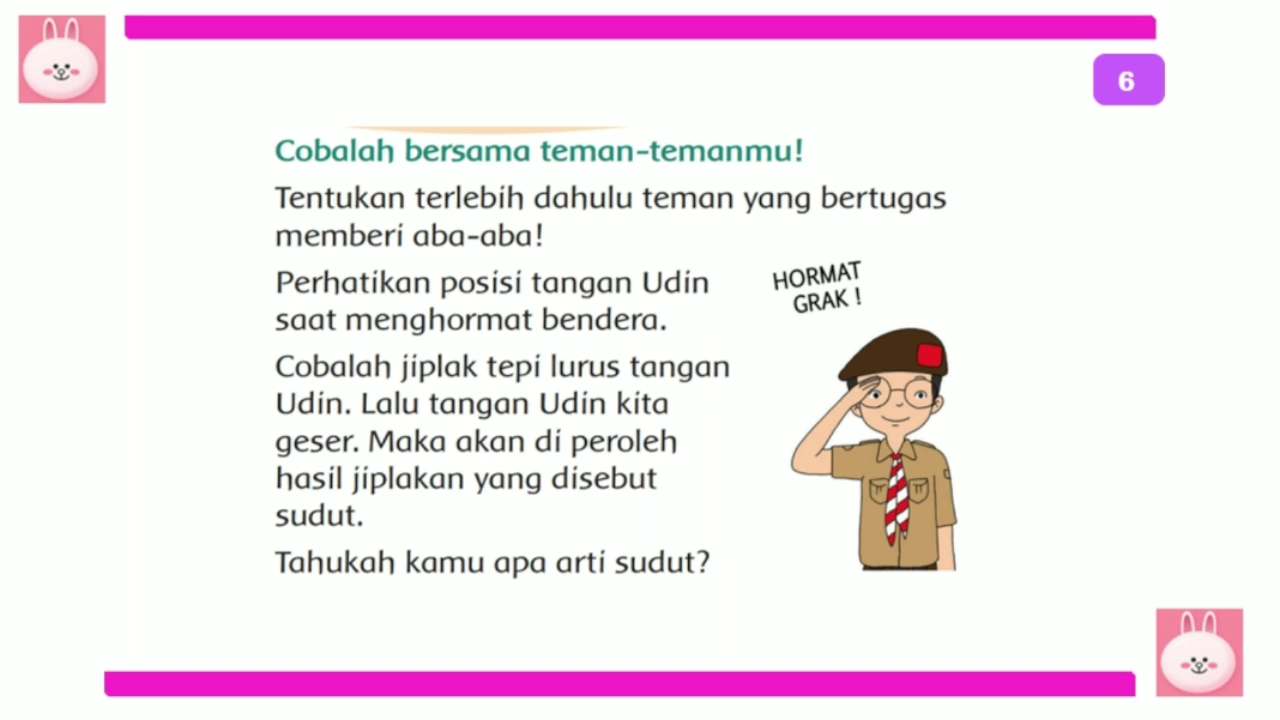 6
Cobalah bersama teman-temanmu!
Tentukan terlebih dahulu teman yang bertugas
memberi aba-aba!
Perhatikan posisi tangan Udin
saat menghormat bendera.
HORMAT
GRAK !
Cobalah jiplak tepi lurus tangan
Udin. Lalu tangan Udin kita
geser. Maka akan di peroleh
hasil jiplakan yang disebut
sudut.
Tahukah kamu apa arti sudut?